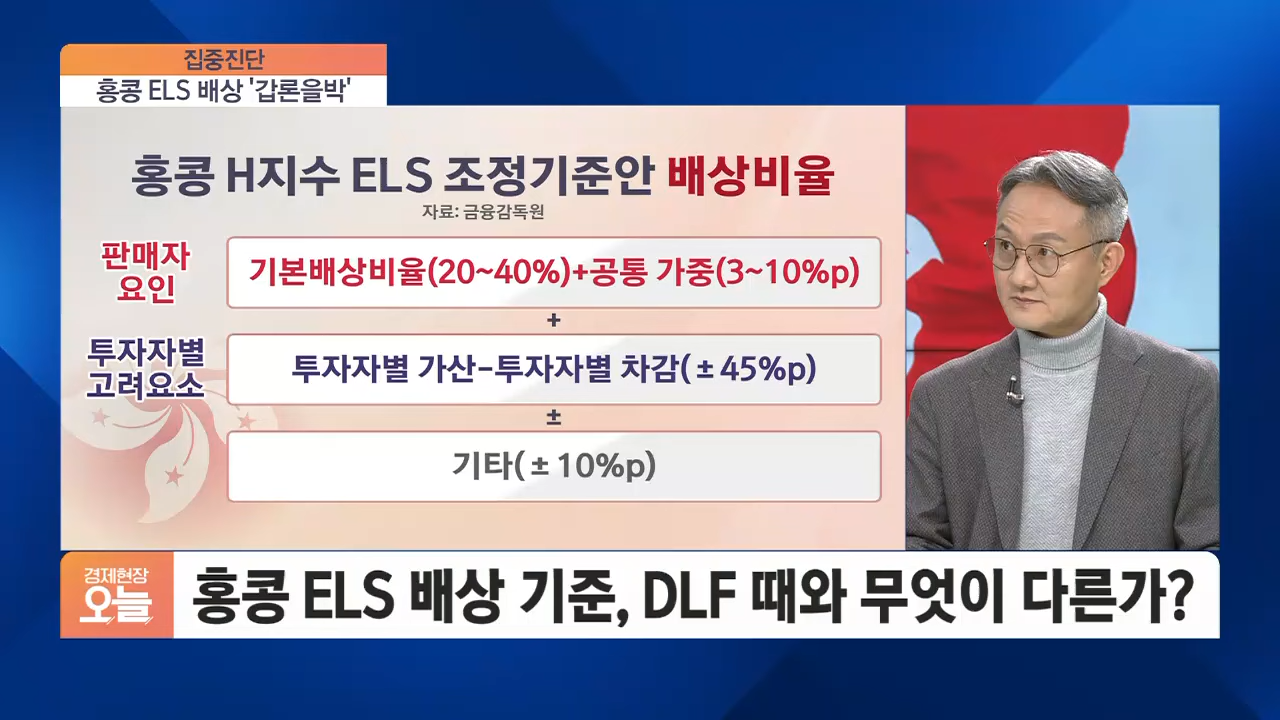 집중진단
홍콩 ELS 배상 '갑론을박'
홍콩 H지수 ELS 조정기준안 배상비율
자료: 금융감독원
판매자
요인
기본배상비율(20~40%)+공통 가중(3~10%p)
+
투자자별
고려요소
투자자별 가산-투자자별 차감(±45%p)
±
기타(±10%p)
경제현장
오늘
홍콩 ELS 배상 기준, DLF 때와 무엇이 다른가?